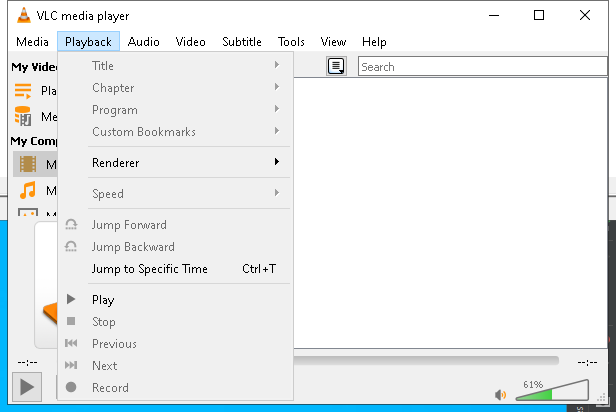 VLC media player
Media Playback Audio Video Subtitle Tools View Help
My Vide
Pla
Me
My Comp
M
M
M
Search
Title
Chapter
Program
Custom Bookmarks
Renderer
Speed
Jump Forward
Jump Backward
Jump to Specific Time Ctrl+T
Play
Stop
Previous
Next
Record
--:-- --:--
61%